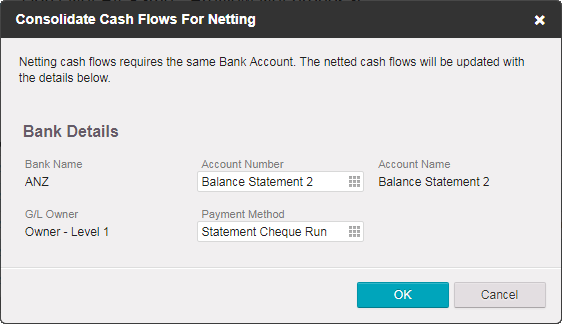 Consolidate Cash Flows For Netting
Netting cash flows requires the same Bank Account. The netted cash flows will be updated with
the details below.
Bank Details
Bank Name Account Number Account Name
ANZ Balance Statement 2 Balance Statement 2
G/L Owner Payment Method
Owner - Level 1 Statement Cheque Run
OK Cancel